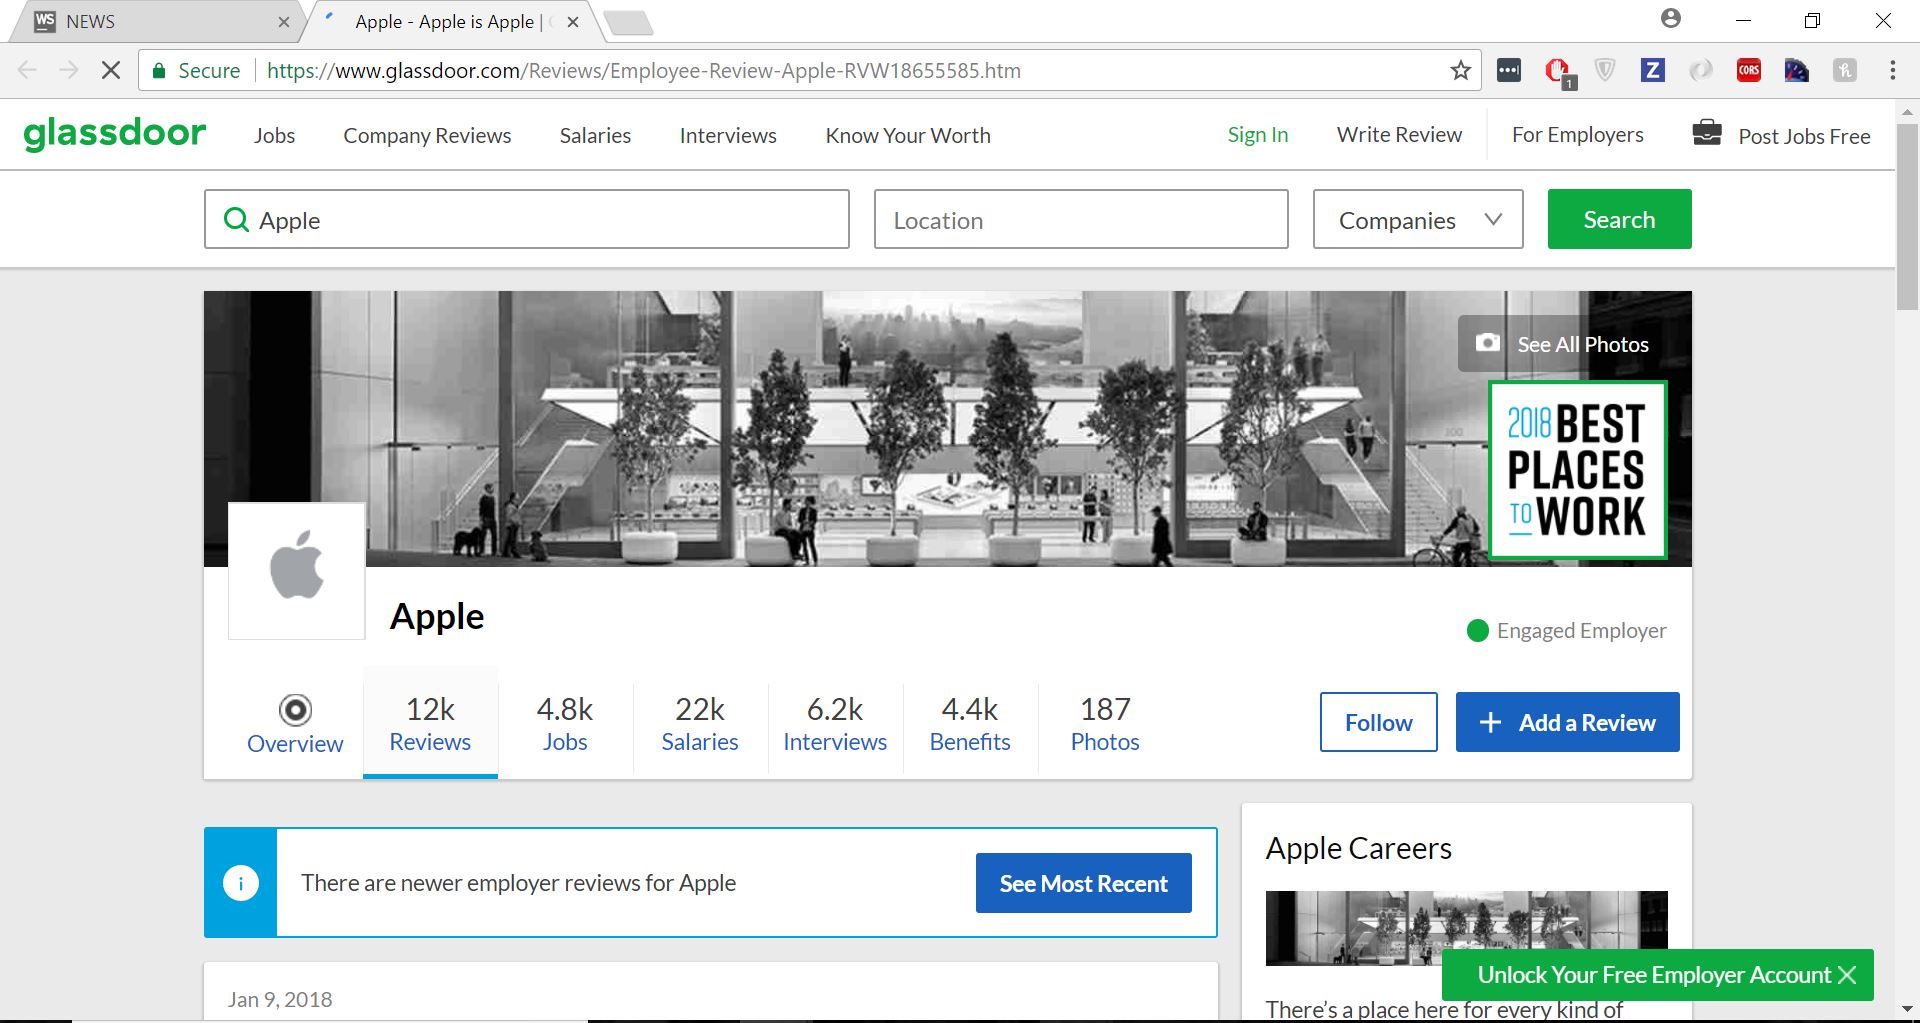 WS NEWS
Apple - Apple is Apple |
Secure https://www.glassdoor.com/Reviews/Employee-Review-Apple-RVW18655585.htm
1
Z
CORS
h
glassdoor Jobs Company Reviews Salaries Interviews Know Your Worth Sign In Write Review For Employers Post Jobs Free
Apple Location Companies Search
See All Photos
2018 BEST
PLACES
TO WORK
Apple
Engaged Employer
Overview
12k
Reviews
4.8k
Jobs
22k
Salaries
6.2k
Interviews
4.4k
Benefits
187
Photos
Follow
+ Add a Review
i There are newer employer reviews for Apple See Most Recent
Jan 9, 2018
Apple Careers
Unlock Your Free Employer Account
There's a place here for every kind of